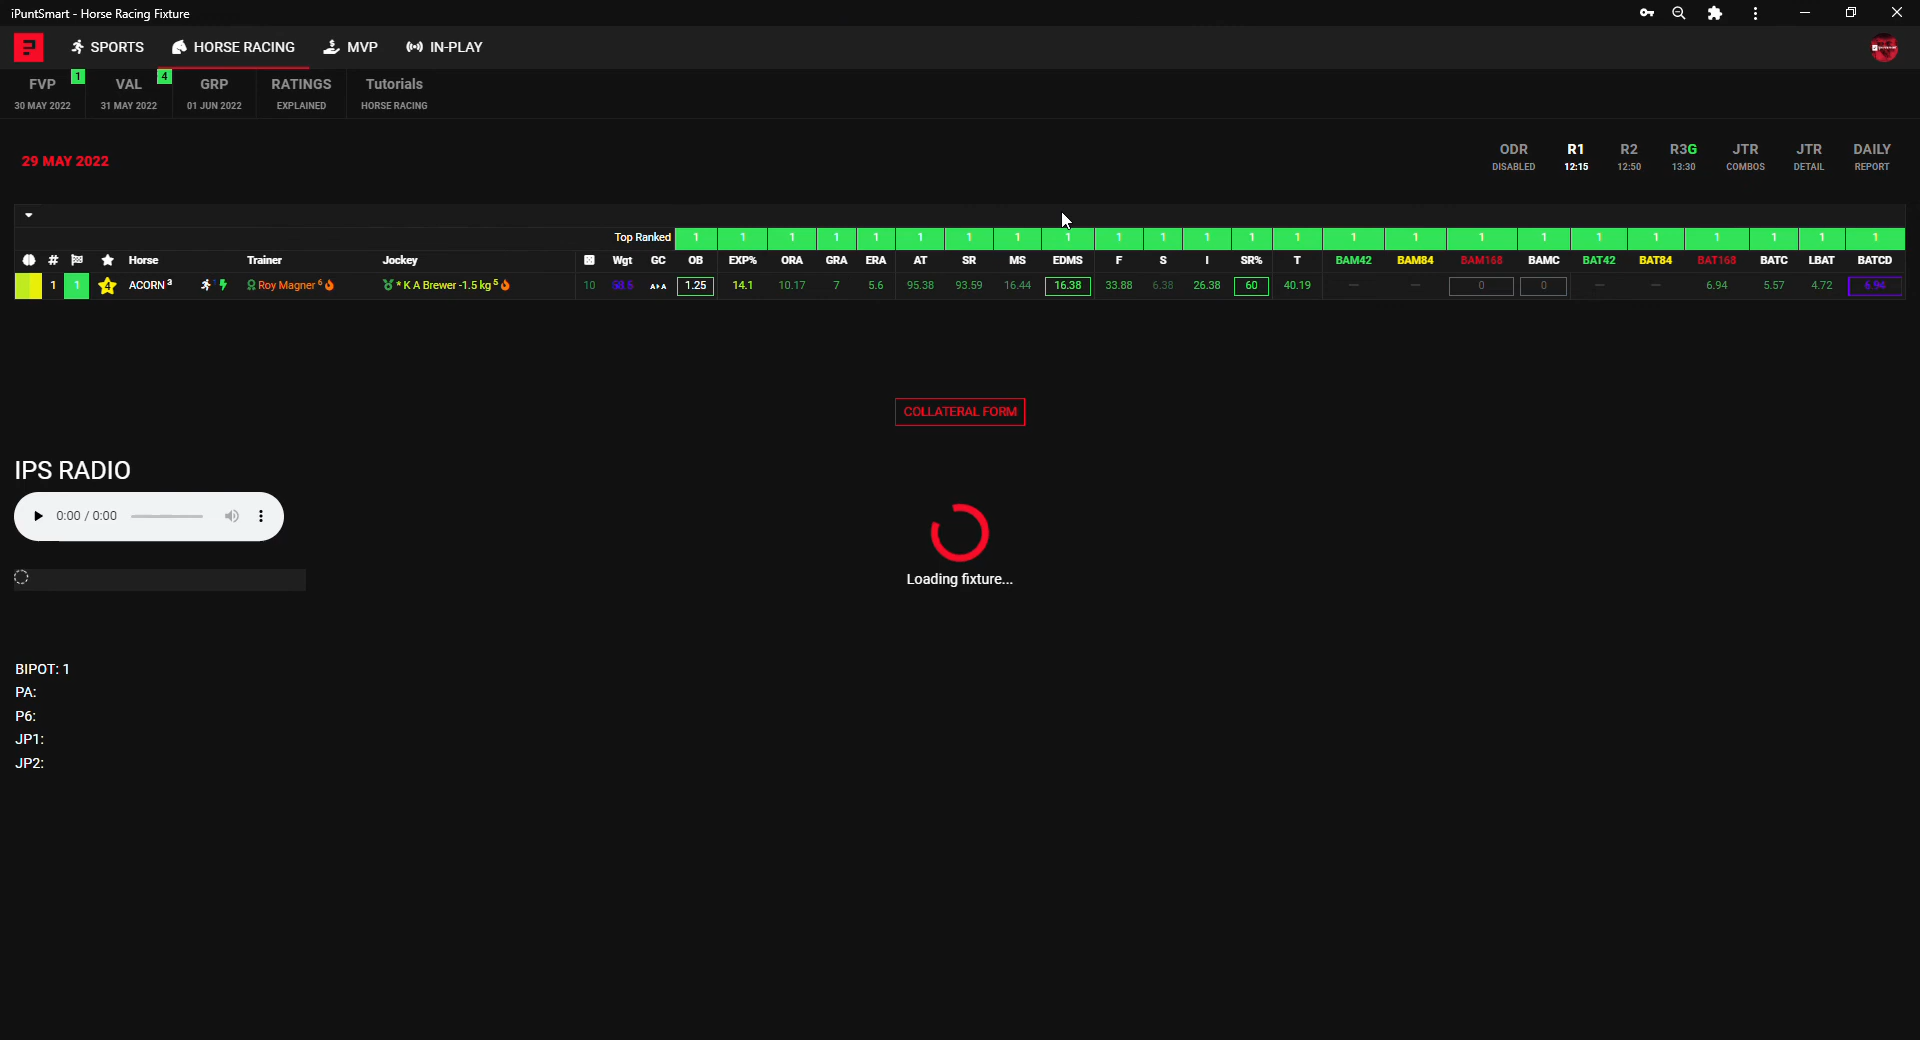 iPuntSmart - Horse Racing Fixture
SPORTS HORSE RACING MVP IN-PLAY
FVP 1 VAL 4 GRP RATINGS Tutorials
30 MAY 2022 31 MAY 2022 01 JUN 2022 EXPLAINED HORSE RACING
29 MAY 2022
ODR R1 R2 R3G JTR JTR DAILY
DISABLED 12:15 12:50 13:30 COMBOS DETAIL REPORT
Top Ranked 1 1 1 1 1 1 1 1 1 1 1 1 1 1 1 1 1 1 1 1 1 1 1 1
# Horse Trainer Jockey Wgt GC OB EXP% ORA GRA ERA AT SR MS EDMS F S I SR% T BAM42 BAM84 BAM168 BAMC BAT42 BAT84 BAT168 BATC LBAT BATCD
1 1 4 ACORN 3 Roy Magner 6 * K A Brewer -1.5 kg 5 10 58.5 A▸A 1.25 14.1 10.17 7 5.6 95.38 93.59 16.44 16.38 33.88 6.38 26.38 60 40.19 — — 0 0 — — 6.94 5.57 4.72 6.94
COLLATERAL FORM
IPS RADIO
0:00 / 0:00
Loading fixture...
BIPOT: 1
PA:
P6:
JP1:
JP2: